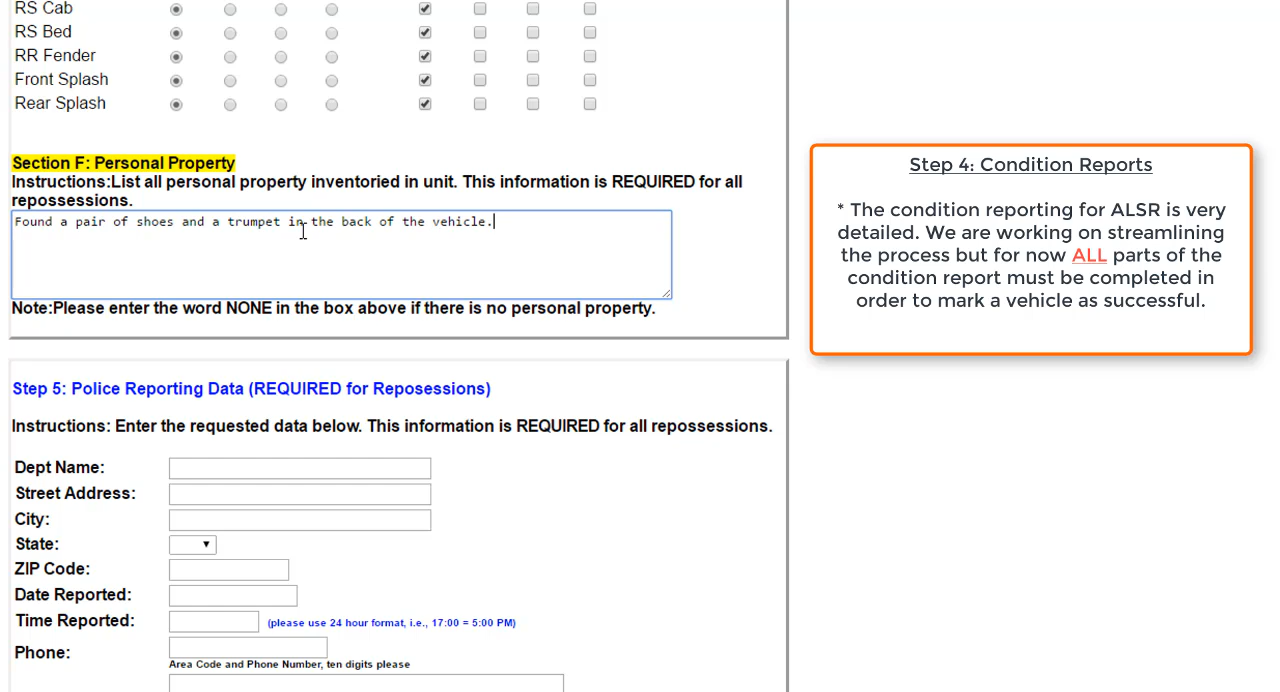 RS Cab
RS Bed
RR Fender
Front Splash
Rear Splash
Section F: Personal Property
Instructions:List all personal property inventoried in unit. This information is REQUIRED for all
repossessions.
Found a pair of shoes and a trumpet in the back of the vehicle.
Note:Please enter the word NONE in the box above if there is no personal property.
Step 5: Police Reporting Data (REQUIRED for Reposessions)
Instructions: Enter the requested data below. This information is REQUIRED for all repossessions.
Dept Name:
Street Address:
City:
State:
ZIP Code:
Date Reported:
Time Reported:
(please use 24 hour format, i.e., 17:00 = 5:00 PM)
Phone:
Area Code and Phone Number, ten digits please
Step 4: Condition Reports
* The condition reporting for ALSR is very
detailed. We are working on streamlining
the process but for now ALL parts of the
condition report must be completed in
order to mark a vehicle as successful.